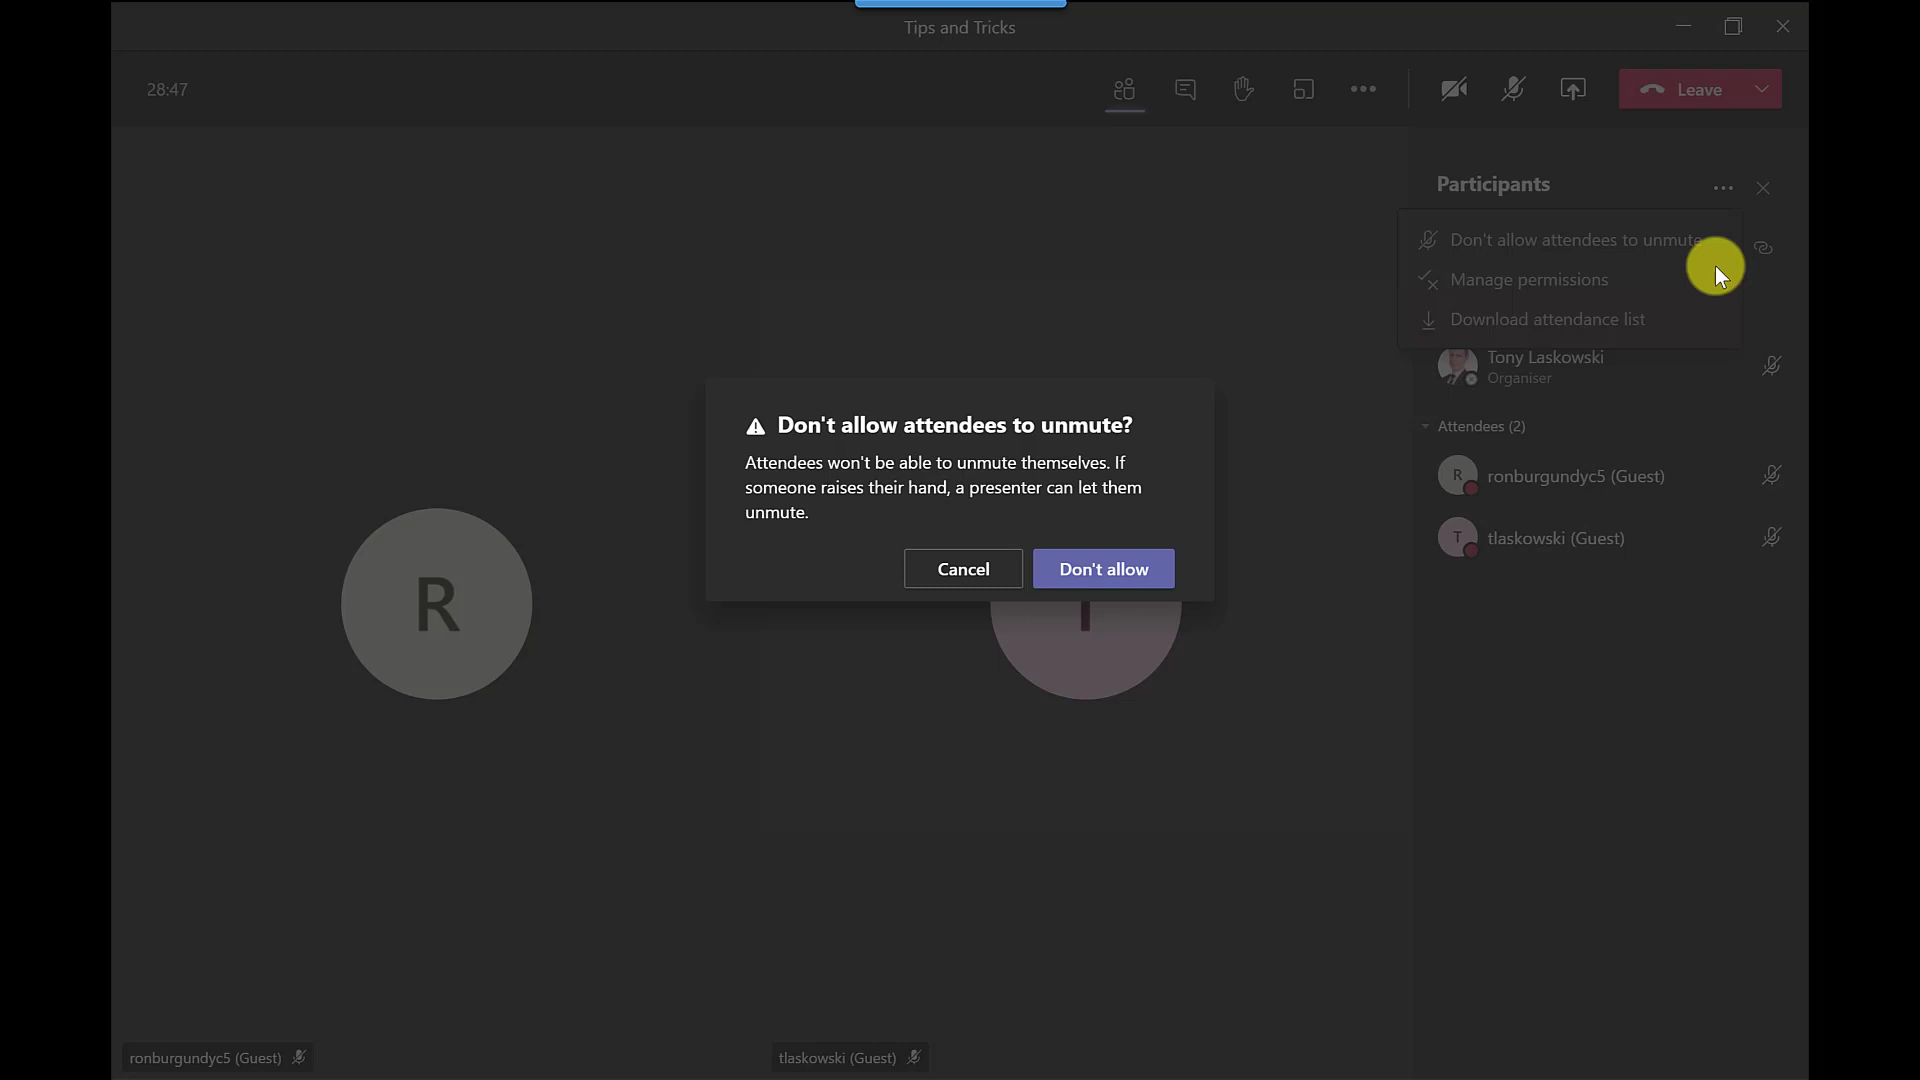 Tips and Tricks
28:47
Leave
Participants
Don't allow attendees to unmute
Manage permissions
Download attendance list
Tony Laskowski
Organiser
Don't allow attendees to unmute?
Attendees won't be able to unmute themselves. If
someone raises their hand, a presenter can let them
unmute.
Cancel
Don't allow
Attendees (2)
R
ronburgundyc5 (Guest)
T
tlaskowski (Guest)
R
ronburgundyc5 (Guest)
tlaskowski (Guest)